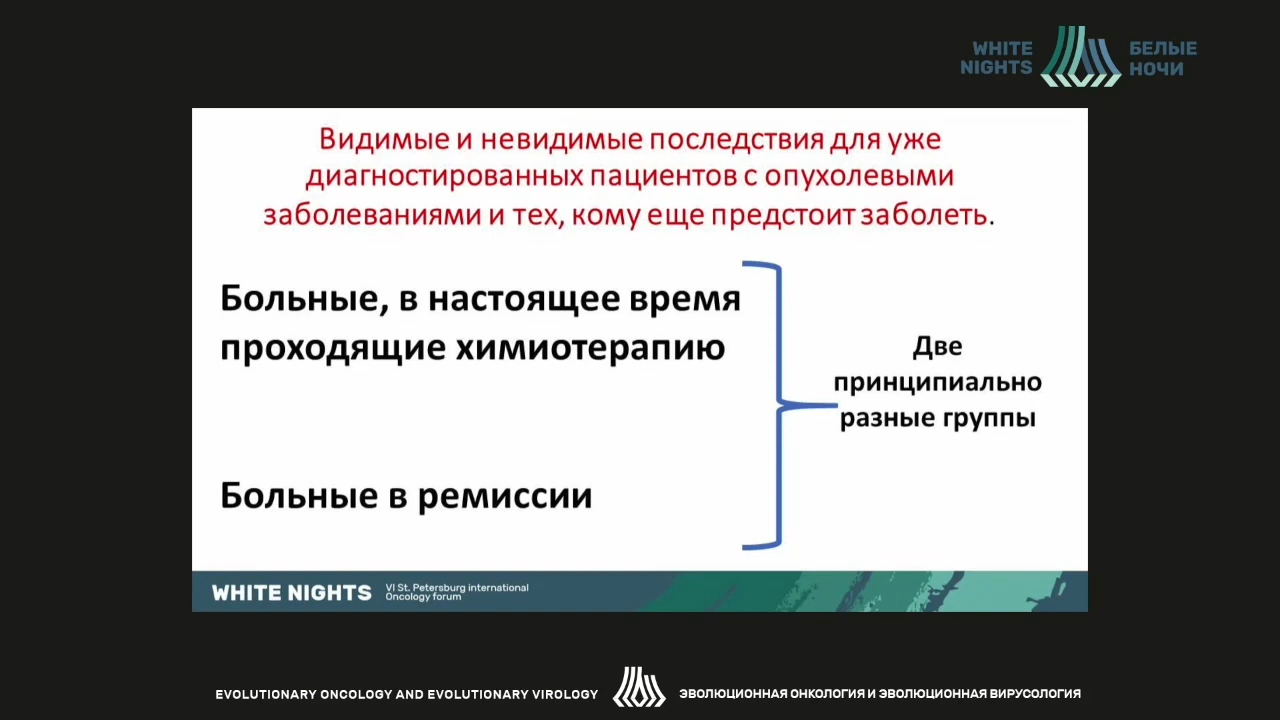 WHITE
NIGHTS
БЕЛЫЕ
НОЧИ
Видимые и невидимые последствия для уже
диагностированных пациентов с опухолевыми
заболеваниями и тех, кому еще предстоит заболеть.
Больные, в настоящее время
проходящие химиотерапию
Две
принципиально
разные группы
Больные в ремиссии
WHITE NIGHTS
VI St. Petersburg international
Oncology forum
EVOLUTIONARY ONCOLOGY AND EVOLUTIONARY VIROLOGY
ЭВОЛЮЦИОННАЯ ОНКОЛОГИЯ И ЭВОЛЮЦИОННАЯ ВИРУСОЛОГИЯ